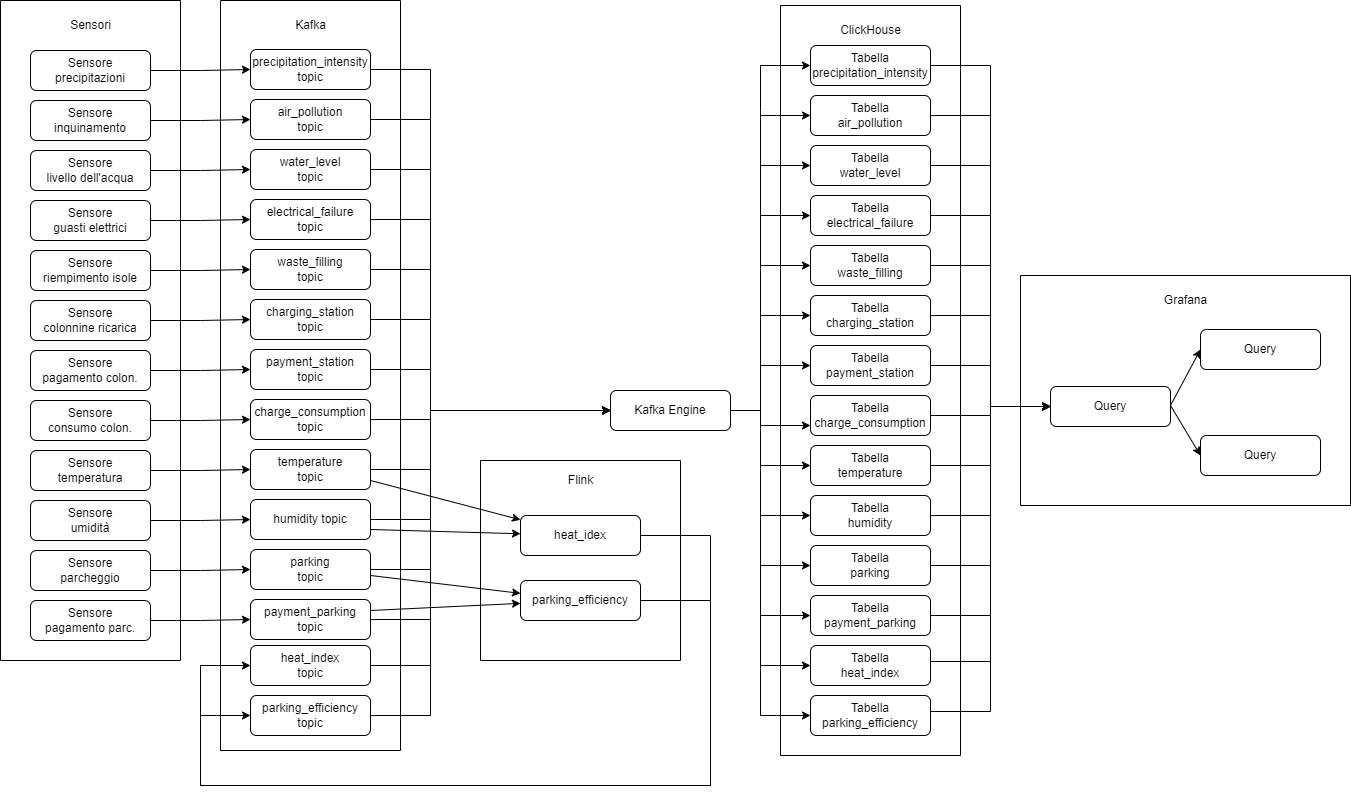 Sensori
Sensore
precipitazioni
Sensore
inquinamento
Sensore
livello dell'acqua
Sensore
guasti elettrici
Sensore
riempimento isole
Sensore
colonnine ricarica
Sensore
pagamento colon.
Sensore
consumo colon.
Sensore
temperatura
Sensore
umidità
Sensore
parcheggio
Sensore
pagamento parc.
Kafka
precipitation_intensity
topic
air_pollution
topic
water_level
topic
electrical_failure
topic
waste_filling
topic
charging_station
topic
payment_station
topic
charge_consumption
topic
temperature
topic
humidity topic
parking
topic
payment_parking
topic
heat_index
topic
parking_efficiency
topic
Flink
heat_idex
parking_efficiency
Kafka Engine
ClickHouse
Tabella
precipitation_intensity
Tabella
air_pollution
Tabella
water_level
Tabella
electrical_failure
Tabella
waste_filling
Tabella
charging_station
Tabella
payment_station
Tabella
charge_consumption
Tabella
temperature
Tabella
humidity
Tabella
parking
Tabella
payment_parking
Tabella
heat_index
Tabella
parking_efficiency
Grafana
Query
Query
Query